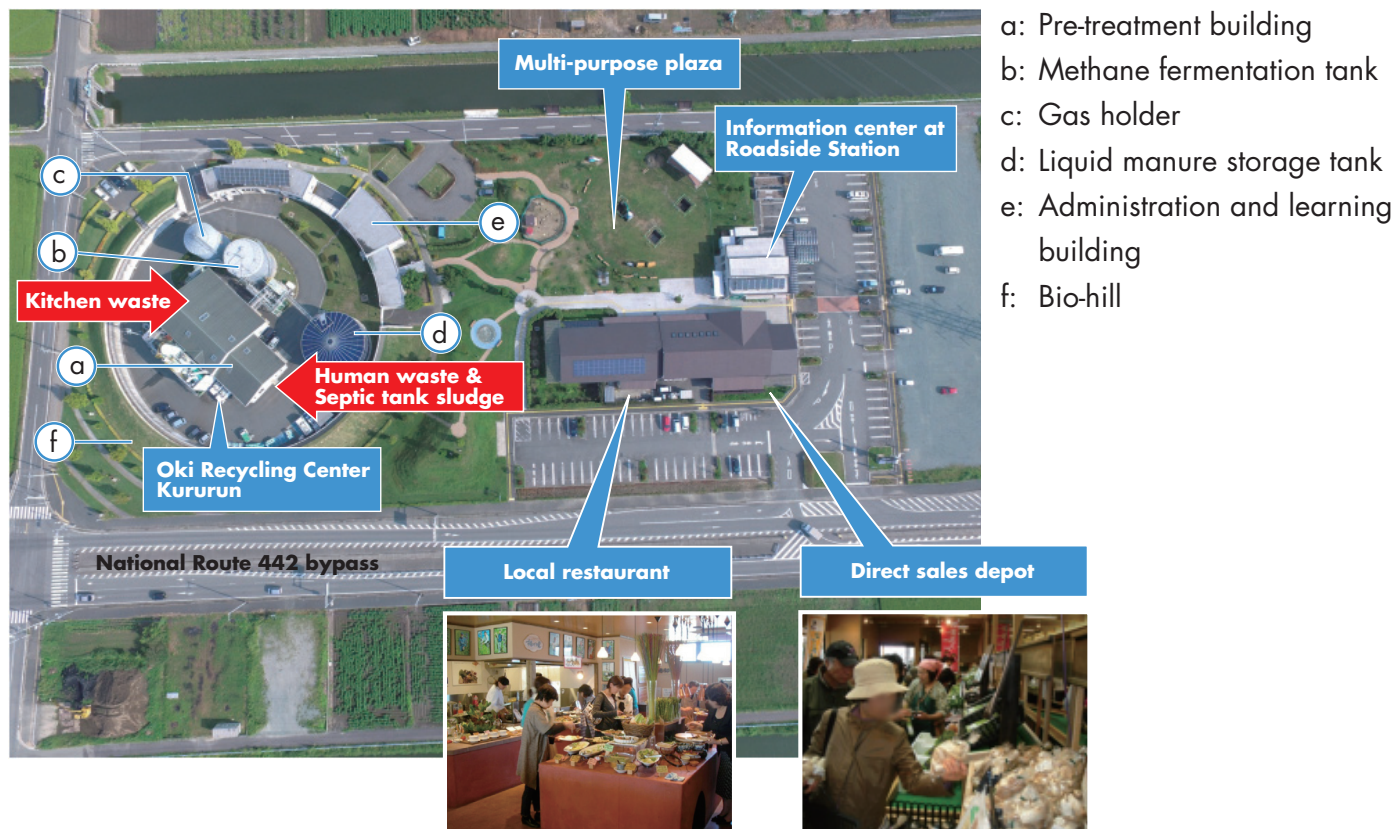 Multi-purpose plaza
Information center at
Roadside Station
c
e
b
Kitchen waste
d
a
Human waste &
Septic tank sludge
f
Oki Recycling Center
Kururun
National Route 442 bypass
Local restaurant
Direct sales depot
a: Pre-treatment building
b: Methane fermentation tank
c: Gas holder
d: Liquid manure storage tank
e: Administration and learning
building
f: Bio-hill